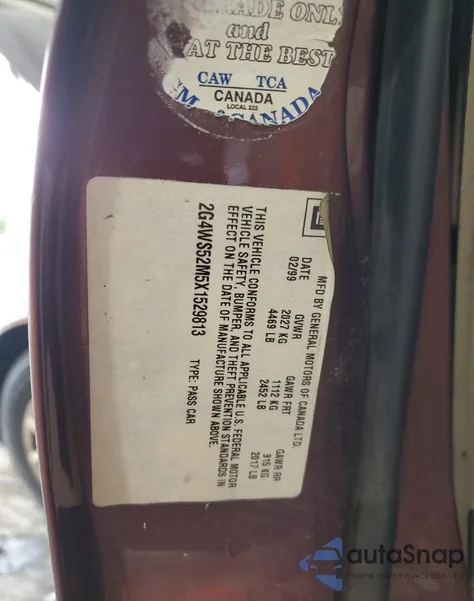 MADE ONLY
and
AT THE BEST
CAW TCA
CANADA
LOCAL 222
CANADA
GM
MFD BY GENERAL MOTORS OF CANADA LTD.
DATE GVWR GAWR FRT GAWR RR
02/99 2027 KG 1112 KG 915 KG
4469 LB 2452 LB 2017 LB
THIS VEHICLE CONFORMS TO ALL APPLICABLE U.S. FEDERAL MOTOR
VEHICLE SAFETY, BUMPER, AND THEFT PREVENTION STANDARDS IN
EFFECT ON THE DATE OF MANUFACTURE SHOWN ABOVE.
2G4WS52M5X1529813 TYPE: PASS CAR
autoSnap